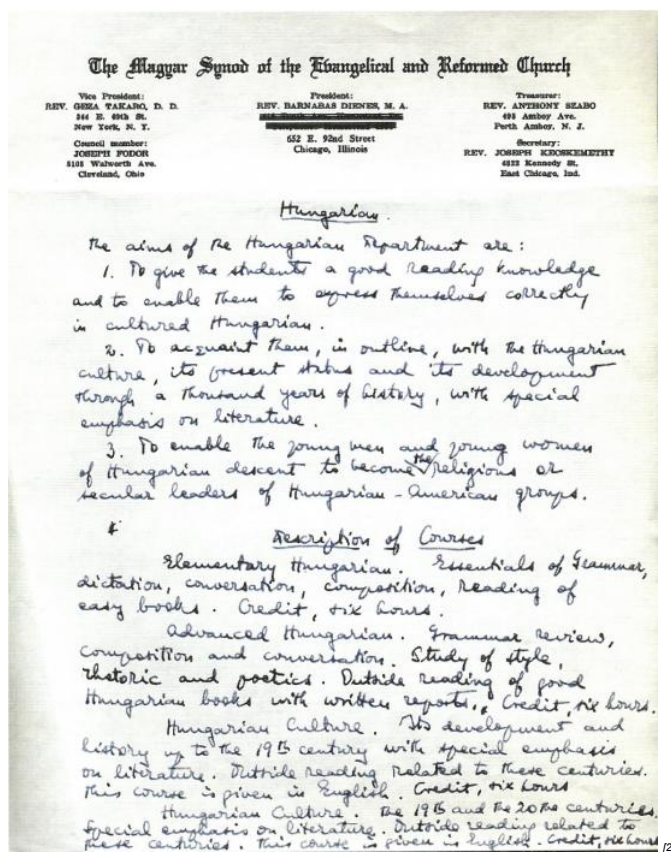 The Magyar Synod of the Evangelical and Reformed Church
Vice President:
REV. GEZA TAKARO, D. D.
344 E. 69th St.
New York, N. Y.
Council member:
JOSEPH FODOR
5105 Walworth Ave.
Cleveland, Ohio
President:
REV. BARNABAS DIENES, M. A.
652 E. 92nd Street
Chicago, Illinois
Treasurer:
REV. ANTHONY SZABO
495 Amboy Ave.
Perth Amboy, N. J.
Secretary:
REV. JOSEPH KECSKEMETHY
4822 Kennedy St.
East Chicago, Ind.
Hungarian.
The aims of the Hungarian Department are:
1. To give the students a good reading knowledge
and to enable them to express themselves correctly
in cultured Hungarian.
2. To acquaint them, in outline, with the Hungarian
culture, its present status and its development
through a thousand years of history, with special
emphasis on literature.
3. To enable the young men and young women
of Hungarian descent to become the religious or
secular leaders of Hungarian-American groups.
Description of Courses
Elementary Hungarian. Essentials of Grammar,
dictation, conversation, composition, reading of
easy books. Credit, six hours.
Advanced Hungarian. Grammar review,
composition and conversation. Study of style,
rhetoric and poetics. Outside reading of good
Hungarian books with written reports. Credit, six hours.
Hungarian Culture. Its development and
history up to the 19th century with special emphasis
on literature. Outside reading related to these centuries.
This course is given in English. Credit, six hours
Hungarian Culture. The 19th and the 20the centuries.
Special emphasis on literature. Outside reading related to
these centuries. This course is given in English. Credit, six hours